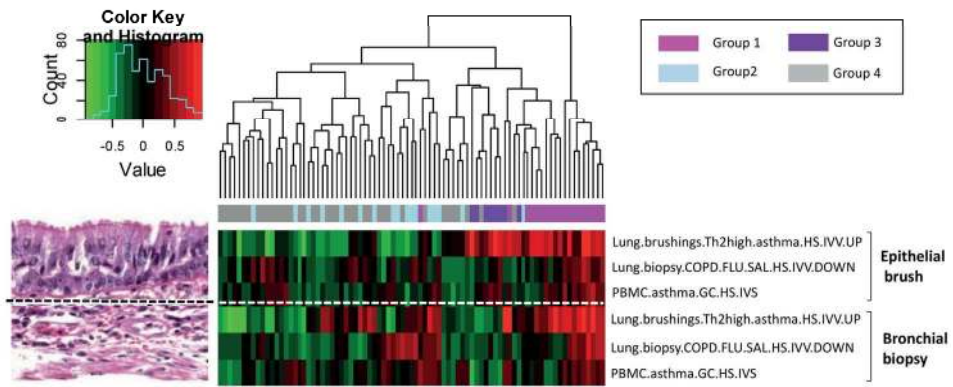 Color Key
and Histogram
Count
0 40 80
-0.5 0 0.5
Value
Group 1
Group 3
Group2
Group 4
Lung.brushings.Th2high.asthma.HS.IVV.UP
Lung.biopsy.COPD.FLU.SAL.HS.IVV.DOWN
PBMC.asthma.GC.HS.IVS
Epithelial
brush
Lung.brushings.Th2high.asthma.HS.IVV.UP
Lung.biopsy.COPD.FLU.SAL.HS.IVV.DOWN
PBMC.asthma.GC.HS.IVS
Bronchial
biopsy